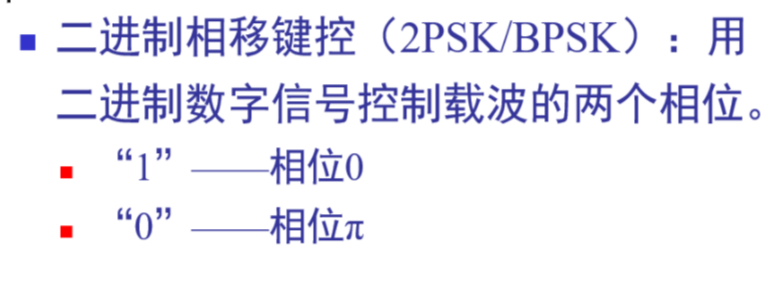 二进制相移键控（2PSK/BPSK）：用
二进制数字信号控制载波的两个相位。
“1”——相位0
“0”——相位π